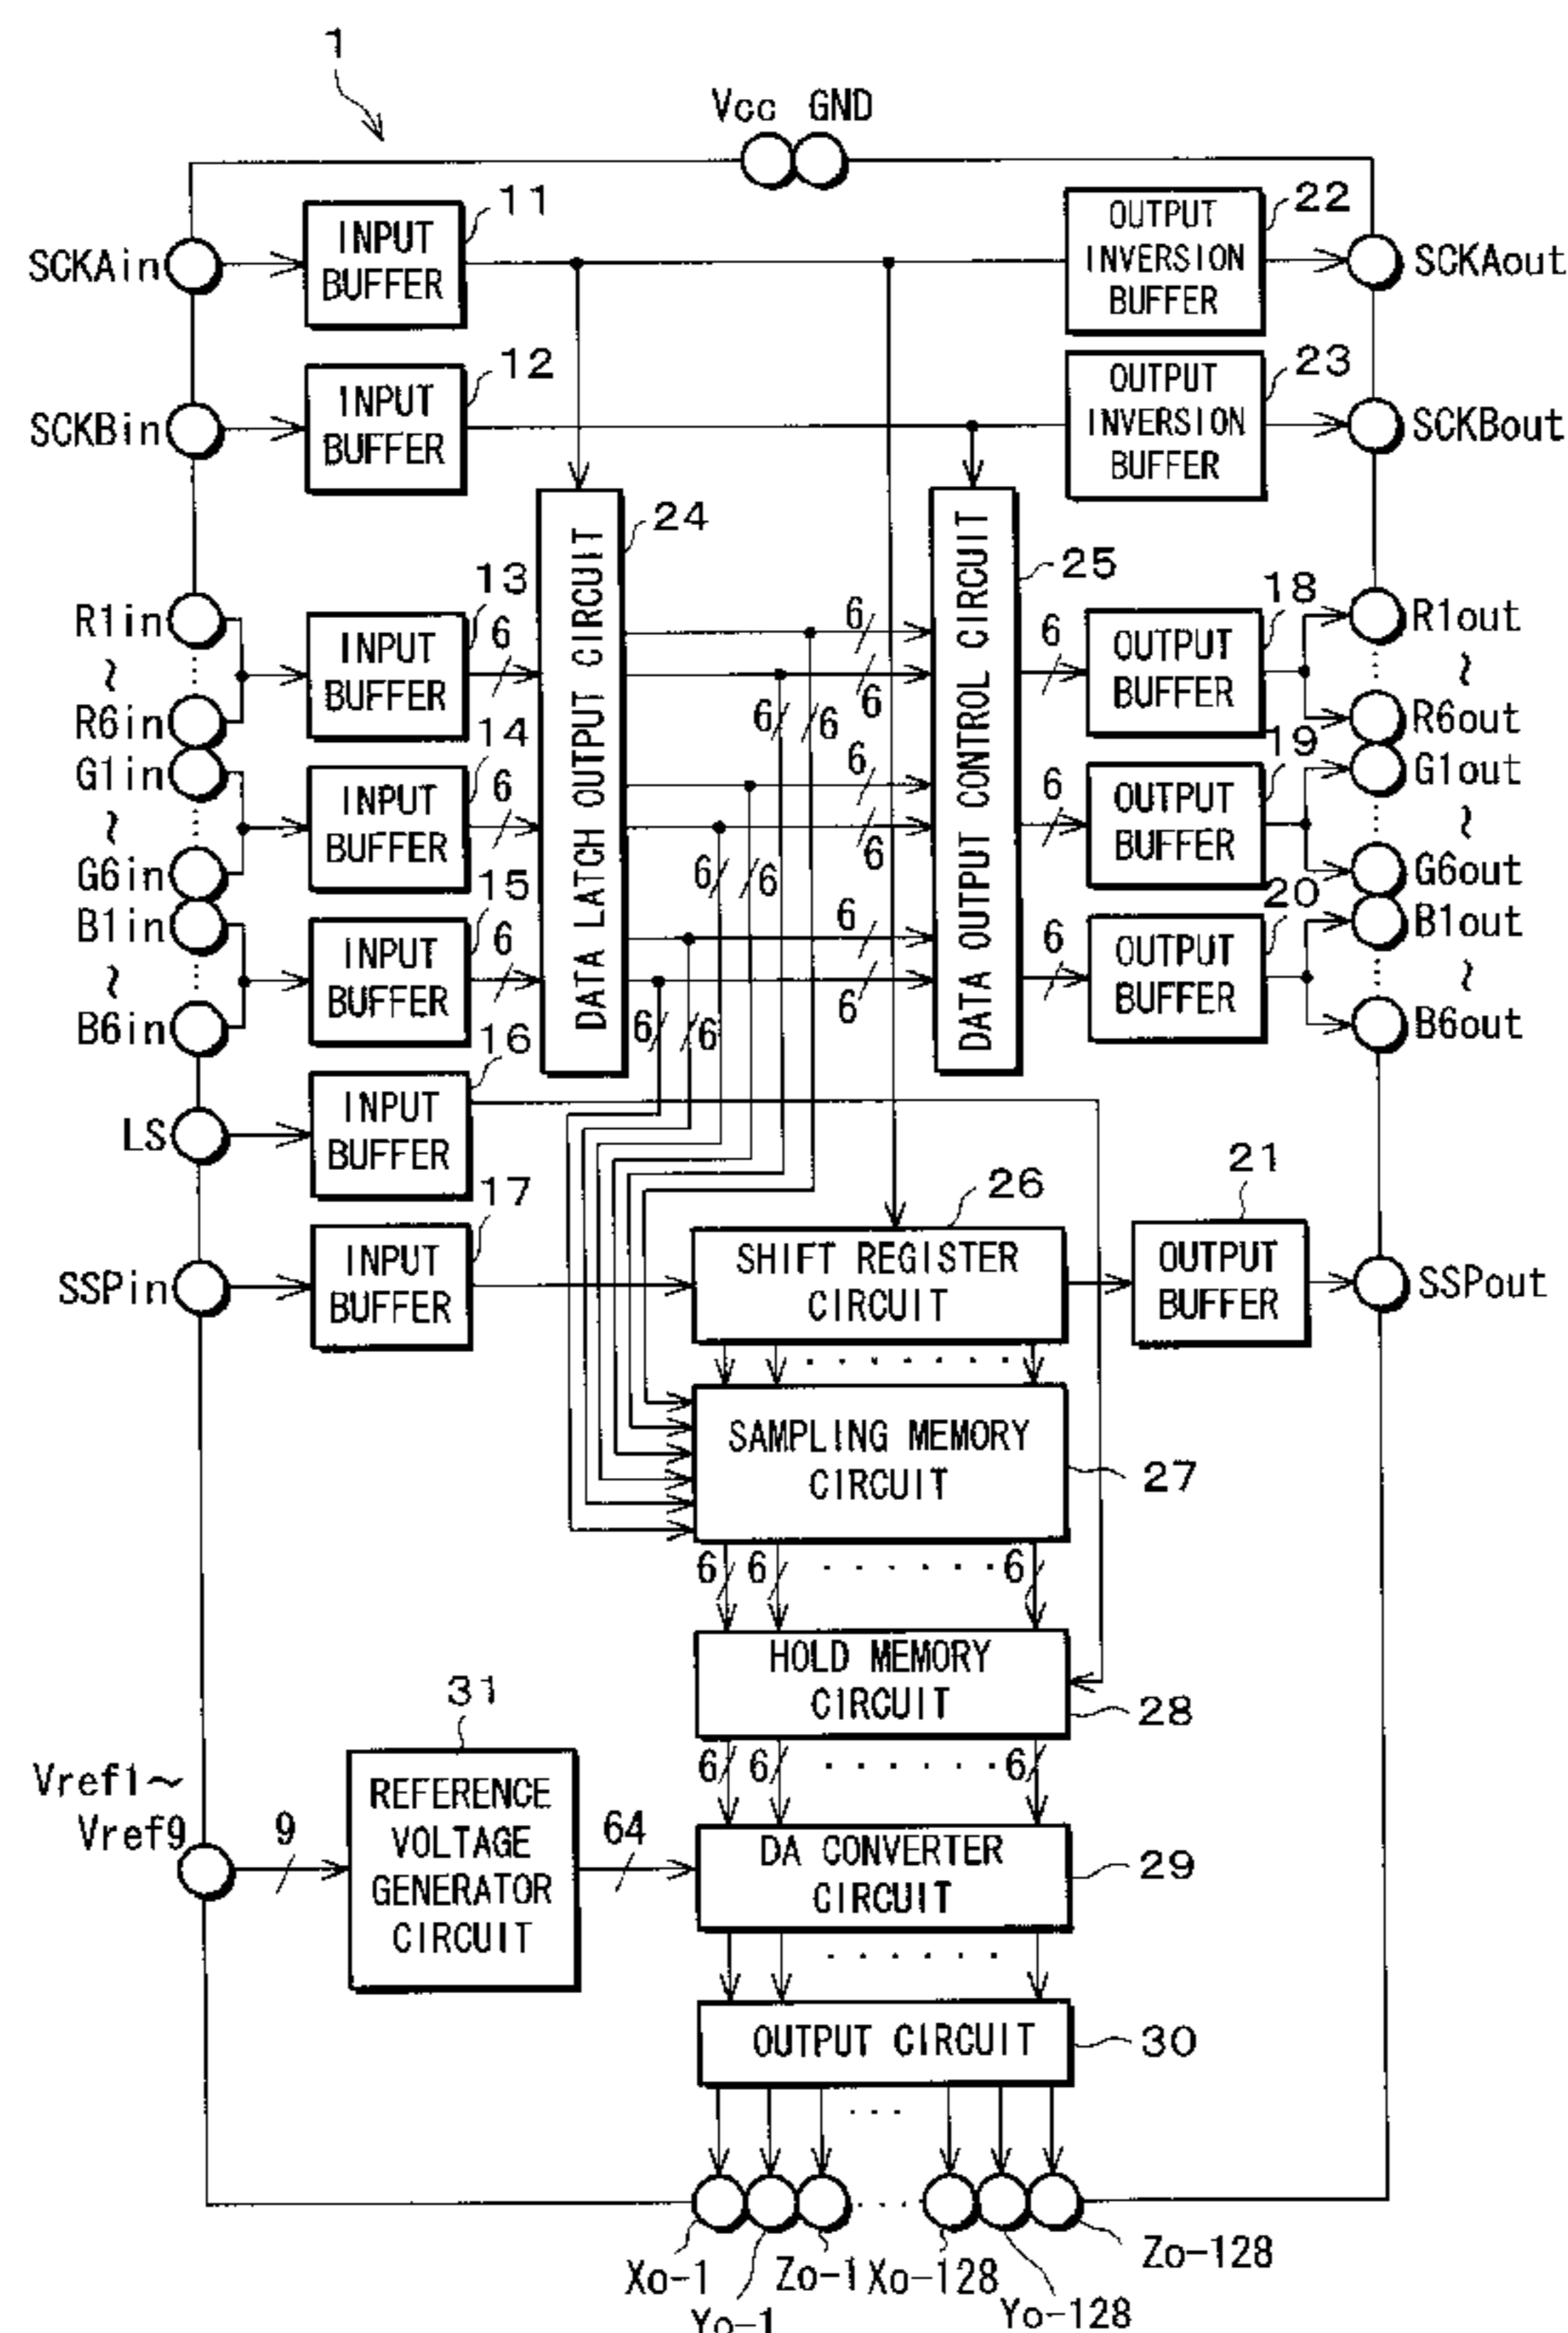 1
Vcc GND
11
INPUT
BUFFER
SCKAin
22
OUTPUT
INVERSION
BUFFER
SCKAout
12
INPUT
BUFFER
SCKBin
23
OUTPUT
INVERSION
BUFFER
SCKBout
24
DATA LATCH OUTPUT CIRCUIT
25
DATA OUTPUT CONTROL CIRCUIT
R1in
~
R6in
13
INPUT
BUFFER
6
6
6
6
6
6
18
OUTPUT
BUFFER
R1out
~
R6out
G1in
~
G6in
14
INPUT
BUFFER
6
6
6
6
6
6
19
OUTPUT
BUFFER
G1out
~
G6out
B1in
~
B6in
15
INPUT
BUFFER
6
6
6
6
6
6
20
OUTPUT
BUFFER
B1out
~
B6out
16
LS
INPUT
BUFFER
17
SSPin
INPUT
BUFFER
26
SHIFT REGISTER
CIRCUIT
21
OUTPUT
BUFFER
SSPout
SAMPLING MEMORY
CIRCUIT
27
6 6 6
HOLD MEMORY
CIRCUIT
28
6 6 6
31
Vref1~
Vref9
9
REFERENCE
VOLTAGE
GENERATOR
CIRCUIT
64
DA CONVERTER
CIRCUIT
29
OUTPUT CIRCUIT
30
Xo-1
Yo-1
Zo-1
Xo-128
Yo-128
Zo-128